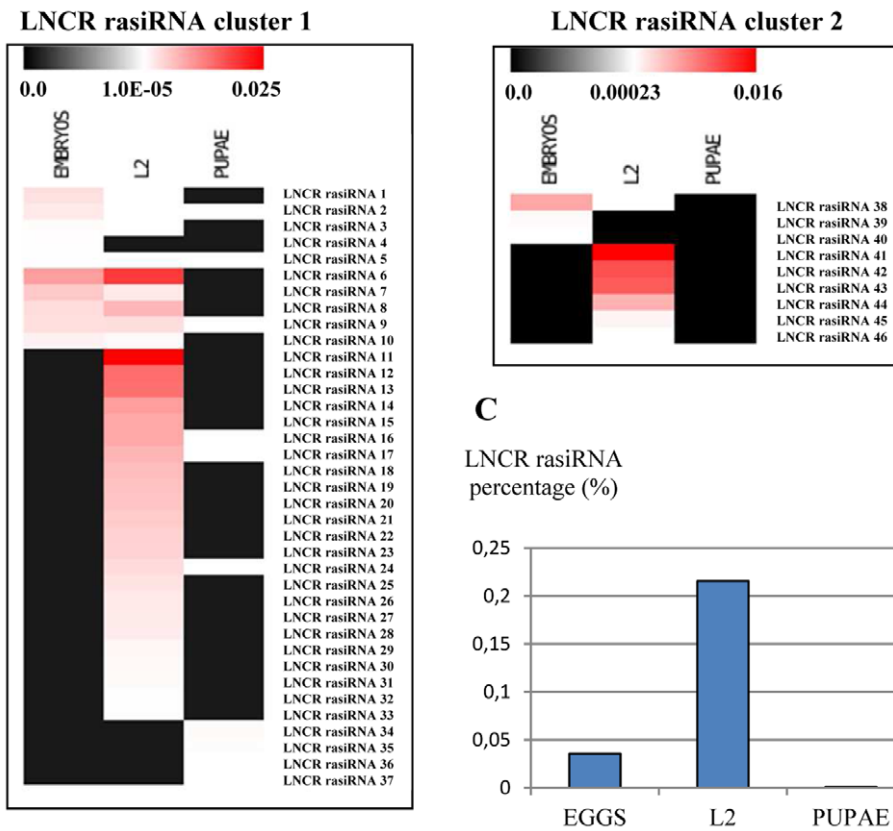 LNCR rasiRNA cluster 1
0.0 1.0E-05 0.025
EMBRYOS L2 PUPAE
LNCR rasiRNA 1
LNCR rasiRNA 2
LNCR rasiRNA 3
LNCR rasiRNA 4
LNCR rasiRNA 5
LNCR rasiRNA 6
LNCR rasiRNA 7
LNCR rasiRNA 8
LNCR rasiRNA 9
LNCR rasiRNA 10
LNCR rasiRNA 11
LNCR rasiRNA 12
LNCR rasiRNA 13
LNCR rasiRNA 14
LNCR rasiRNA 15
LNCR rasiRNA 16
LNCR rasiRNA 17
LNCR rasiRNA 18
LNCR rasiRNA 19
LNCR rasiRNA 20
LNCR rasiRNA 21
LNCR rasiRNA 22
LNCR rasiRNA 23
LNCR rasiRNA 24
LNCR rasiRNA 25
LNCR rasiRNA 26
LNCR rasiRNA 27
LNCR rasiRNA 28
LNCR rasiRNA 29
LNCR rasiRNA 30
LNCR rasiRNA 31
LNCR rasiRNA 32
LNCR rasiRNA 33
LNCR rasiRNA 34
LNCR rasiRNA 35
LNCR rasiRNA 36
LNCR rasiRNA 37
LNCR rasiRNA cluster 2
0.0 0.00023 0.016
EMBRYOS L2 PUPAE
LNCR rasiRNA 38
LNCR rasiRNA 39
LNCR rasiRNA 40
LNCR rasiRNA 41
LNCR rasiRNA 42
LNCR rasiRNA 43
LNCR rasiRNA 44
LNCR rasiRNA 45
LNCR rasiRNA 46
C
LNCR rasiRNA
percentage (%)
0,25
0,2
0,15
0,1
0,05
0
EGGS L2 PUPAE